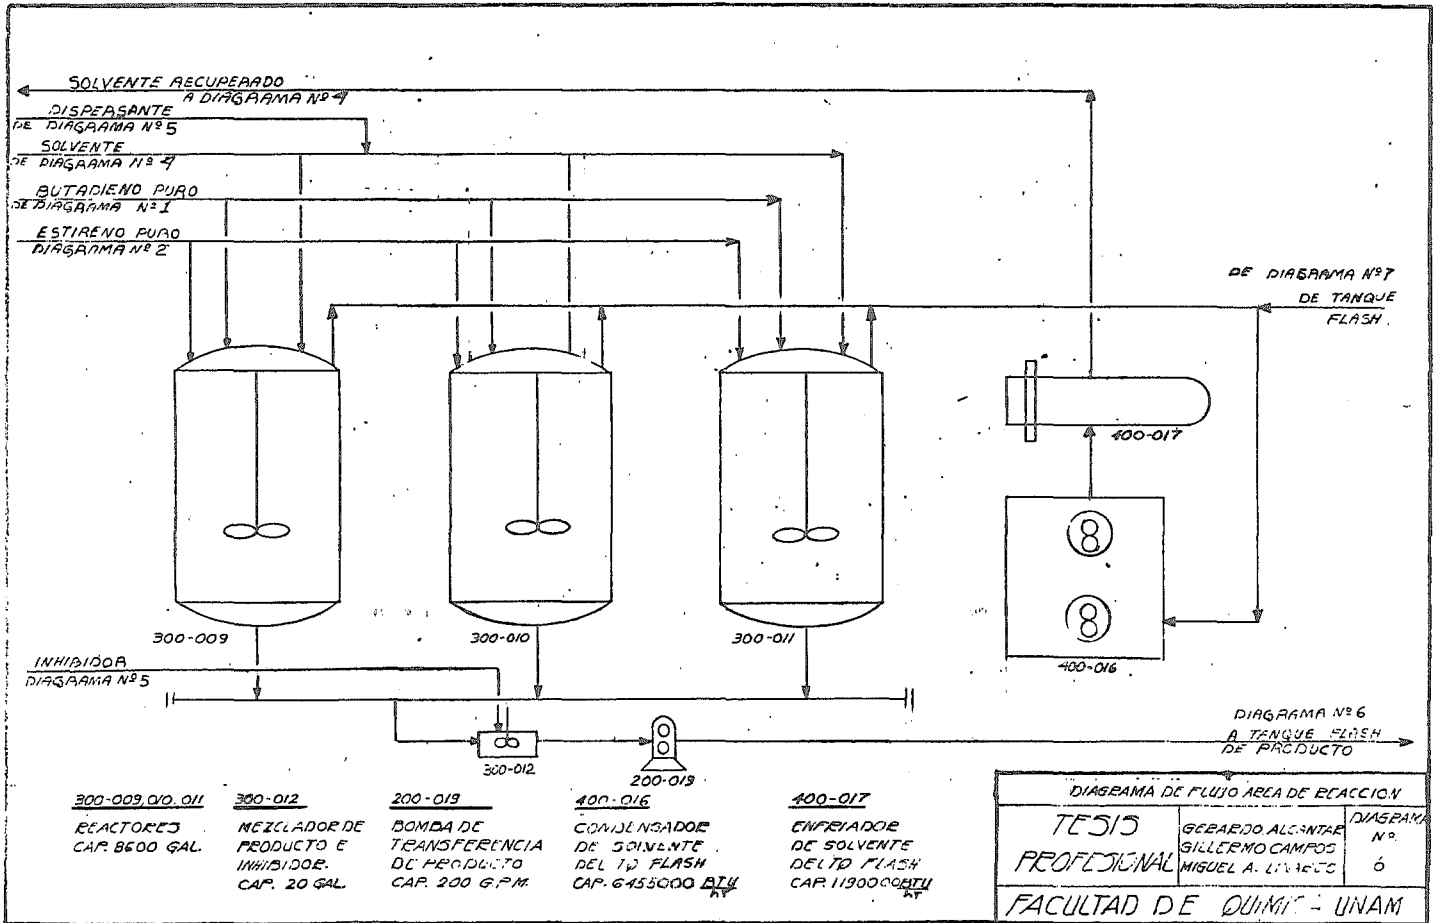 SOLVENTE RECUPERADO
A DIAGRAMA Nº 4
DISPERSANTE
DE DIAGRAMA Nº 5
SOLVENTE
DE DIAGRAMA Nº 4
BUTADIENO PURO
DE DIAGRAMA Nº 1
ESTIRENO PURO
DIAGRAMA Nº 2
DE DIAGRAMA Nº 7
DE TANQUE
FLASH
400-017
300-009
300-010
300-011
400-016
INHIBIDOR
DIAGRAMA Nº 5
300-012
200-019
DIAGRAMA Nº 6
A TANQUE FLASH
DE PRODUCTO
300-009, 010, 011
REACTORES
CAP. 8600 GAL.
300-012
MEZCLADOR DE
PRODUCTO E
INHIBIDOR.
CAP. 20 GAL.
200-019
BOMBA DE
TRANSFERENCIA
DE PRODUCTO
CAP. 200 G.P.M.
400-016
CONDENSADOR
DE SOLVENTE
DEL TQ FLASH
CAP. 6455000 BTU
hr
400-017
ENFRIADOR
DE SOLVENTE
DEL TQ FLASH
CAP. 1190000 BTU
hr
DIAGRAMA DE FLUJO AREA DE REACCION
TESIS
PROFESIONAL
GERARDO ALCANTAR
GILLERMO CAMPOS
MIGUEL A.
DIAGRAMA
Nº
6
FACULTAD DE QUIMI - UNAM